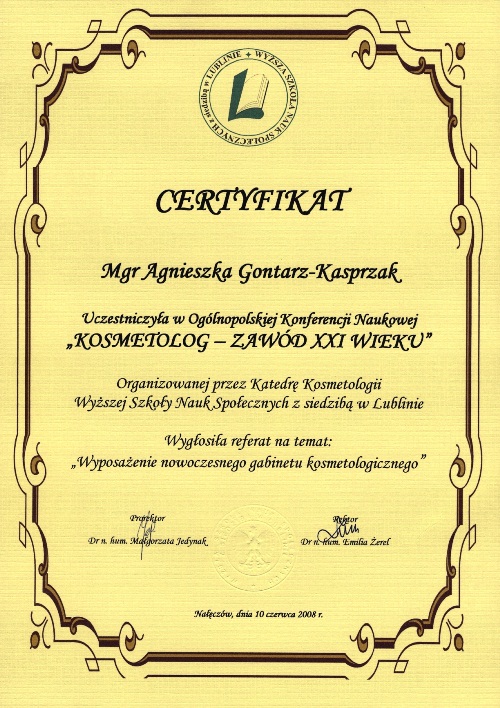 WYŻSZA SZKOŁA NAUK SPOŁECZNYCH z siedzibą w LUBLINIE
L
CERTYFIKAT
Mgr Agnieszka Gontarz-Kasprzak
Uczestniczyła w Ogólnopolskiej Konferencji Naukowej
„KOSMETOLOG – ZAWÓD XXI WIEKU”
Organizowanej przez Katedrę Kosmetologii
Wyższej Szkoły Nauk Społecznych z siedzibą w Lublinie
Wygłosiła referat na temat:
„Wyposażenie nowoczesnego gabinetu kosmetologicznego”
Prorektor Rektor
Dr n. hum. Małgorzata Jedynak Dr n. hum. Emilia Żerel
Nałęczów, dnia 10 czerwca 2008 r.